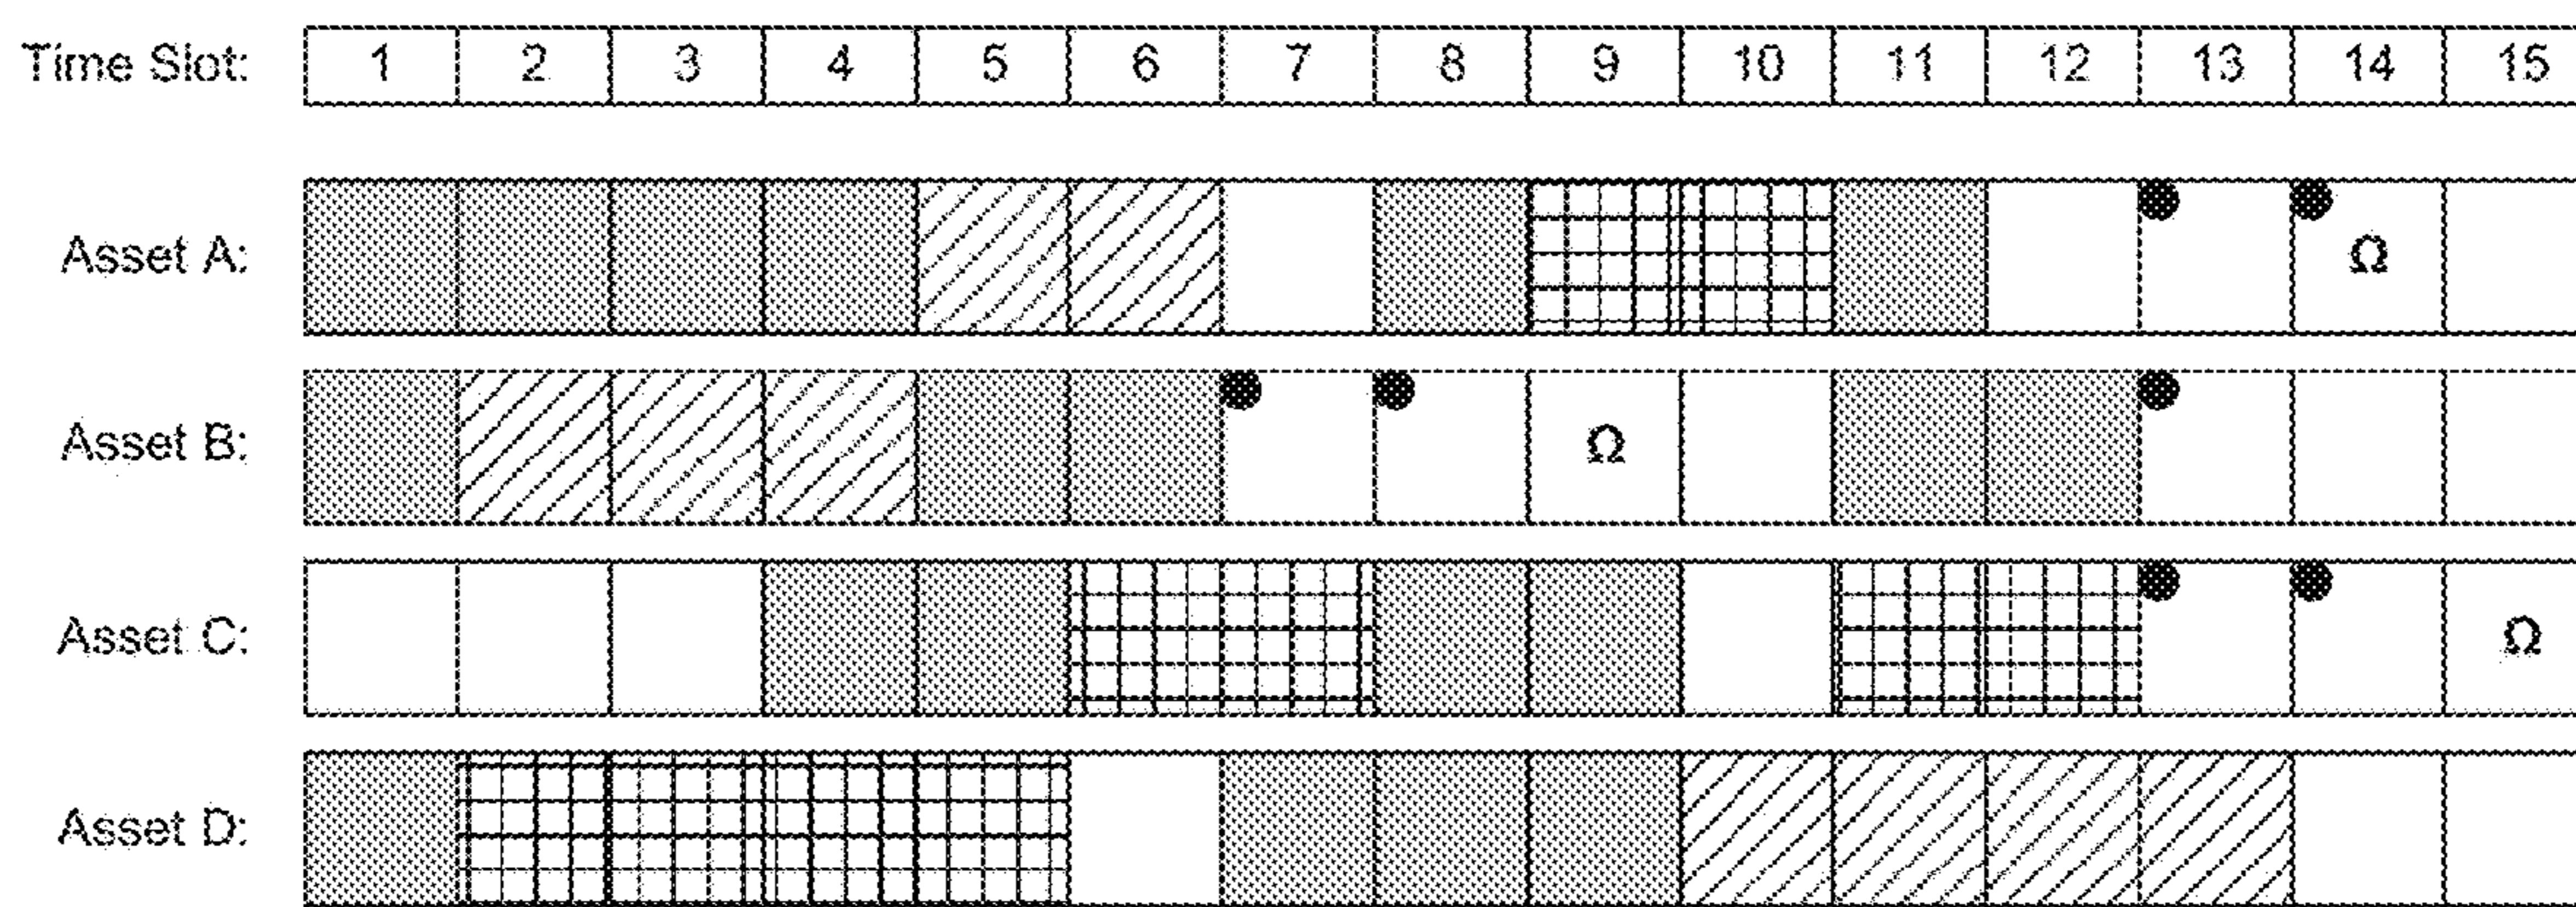 Time Slot: 1 2 3 4 5 6 7 8 9 10 11 12 13 14 15
Asset A: Ω
Asset B: Ω
Asset C: Ω
Asset D: